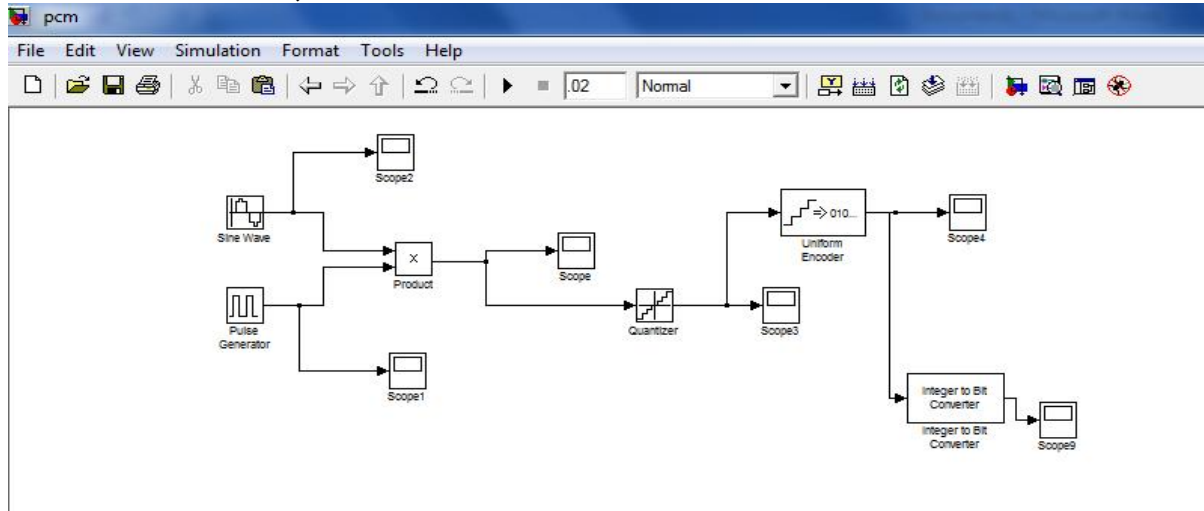 pcm
File Edit View Simulation Format Tools Help
.02 Normal
Scope2
Sine Wave
x
Product
Scope
Pulse
Generator
Scope1
Quantizer
Scope3
010...
Uniform
Encoder
Scope4
Integer to Bit
Converter
Integer to Bit
Converter
Scope9